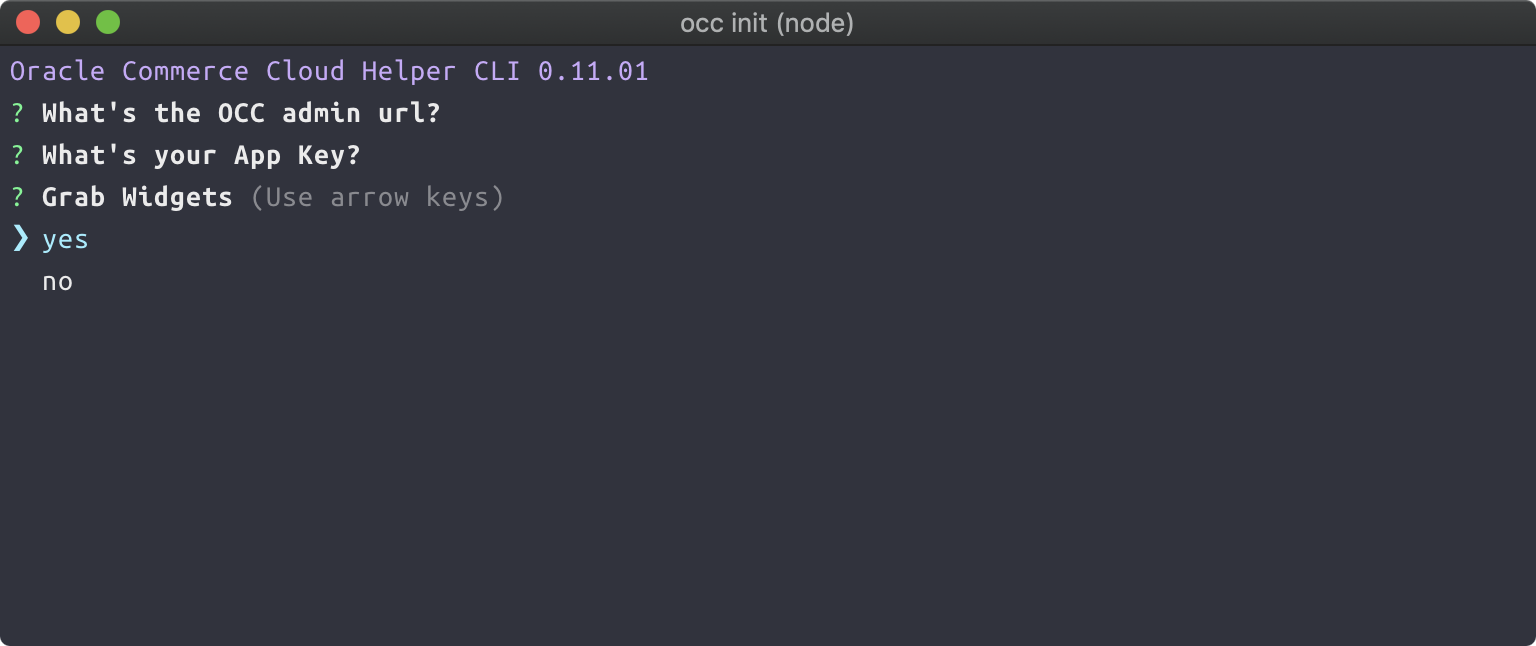 occ init (node)
Oracle Commerce Cloud Helper CLI 0.11.01
? What's the OCC admin url?
? What's your App Key?
? Grab Widgets (Use arrow keys)
❯ yes
no